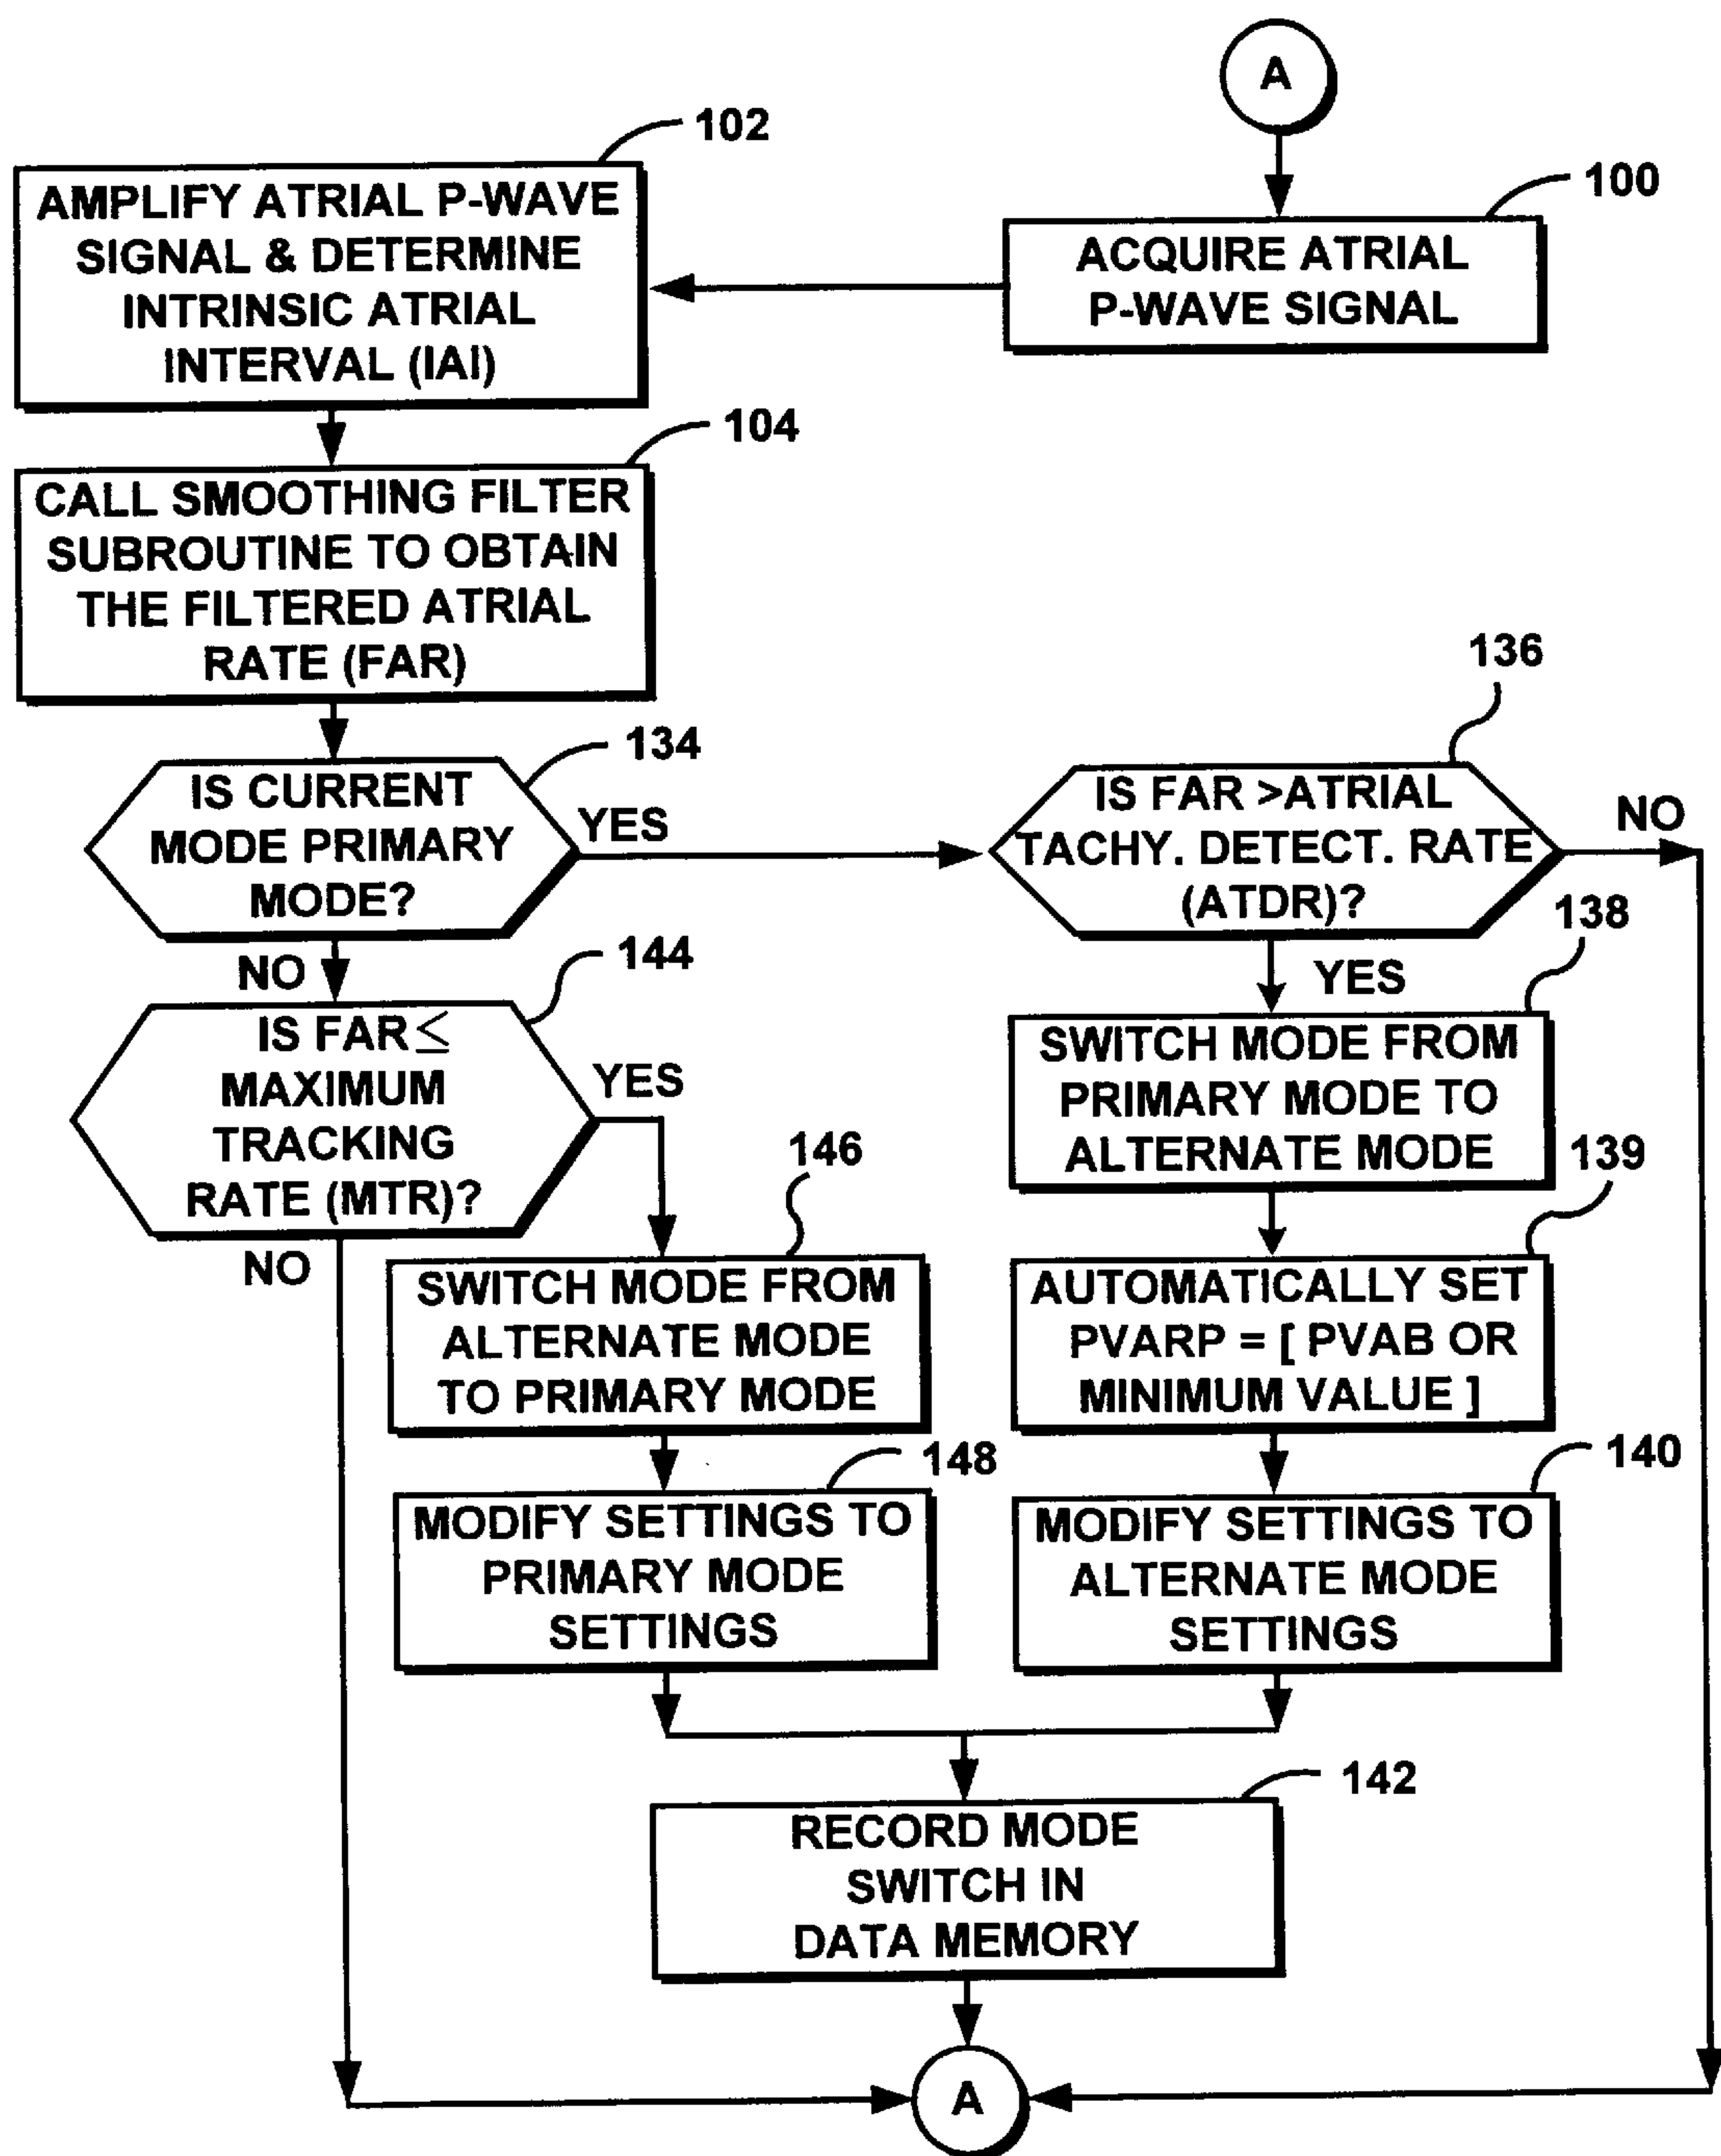 A
100
ACQUIRE ATRIAL
P-WAVE SIGNAL
102
AMPLIFY ATRIAL P-WAVE
SIGNAL & DETERMINE
INTRINSIC ATRIAL
INTERVAL (IAI)
104
CALL SMOOTHING FILTER
SUBROUTINE TO OBTAIN
THE FILTERED ATRIAL
RATE (FAR)
134
IS CURRENT
MODE PRIMARY
MODE?
YES
NO
136
IS FAR >ATRIAL
TACHY. DETECT. RATE
(ATDR)?
NO
YES
138
SWITCH MODE FROM
PRIMARY MODE TO
ALTERNATE MODE
139
AUTOMATICALLY SET
PVARP = [ PVAB OR
MINIMUM VALUE ]
140
MODIFY SETTINGS TO
ALTERNATE MODE
SETTINGS
144
IS FAR ≤
MAXIMUM
TRACKING
RATE (MTR)?
YES
NO
146
SWITCH MODE FROM
ALTERNATE MODE
TO PRIMARY MODE
148
MODIFY SETTINGS TO
PRIMARY MODE
SETTINGS
142
RECORD MODE
SWITCH IN
DATA MEMORY
A